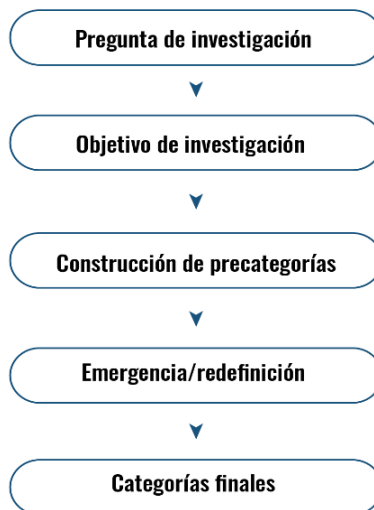 Pregunta de investigación
Objetivo de investigación
Construcción de precategorías
Emergencia/redefinición
Categorías finales